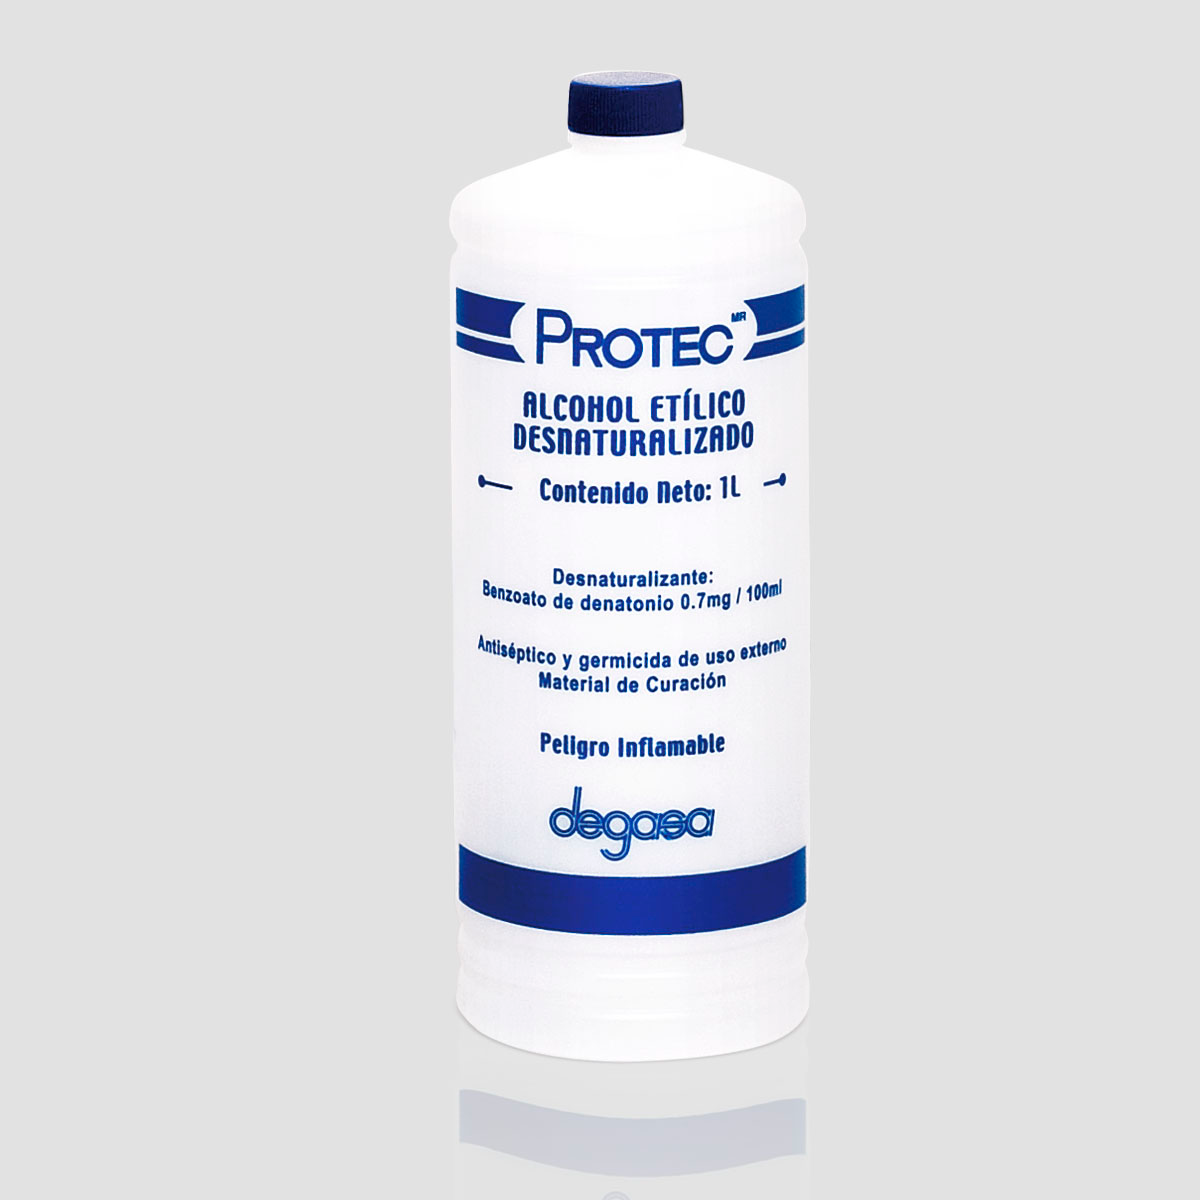 PROTEC MR
ALCOHOL ETÍLICO
DESNATURALIZADO
Contenido Neto: 1L
Desnaturalizante:
Benzoato de denatonio 0.7mg / 100ml
Antiséptico y germicida de uso externo
Material de Curación
Peligro Inflamable
degasa